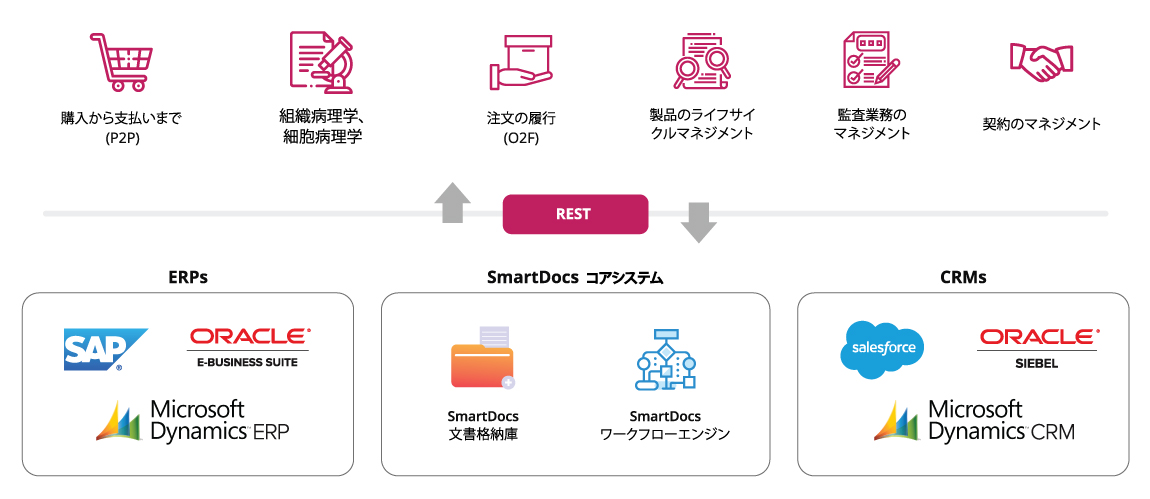 購入から支払いまで
(P2P)
組織病理学、
細胞病理学
注文の履行
(O2F)
製品のライフサイ
クルマネジメント
監査業務の
マネジメント
契約のマネジメント
REST
ERPs
SAP®
ORACLE®
E-BUSINESS SUITE
Microsoft
Dynamics™ ERP
SmartDocs コアシステム
SmartDocs
文書格納庫
SmartDocs
ワークフローエンジン
CRMs
salesforce
ORACLE®
SIEBEL
Microsoft
Dynamics™ CRM